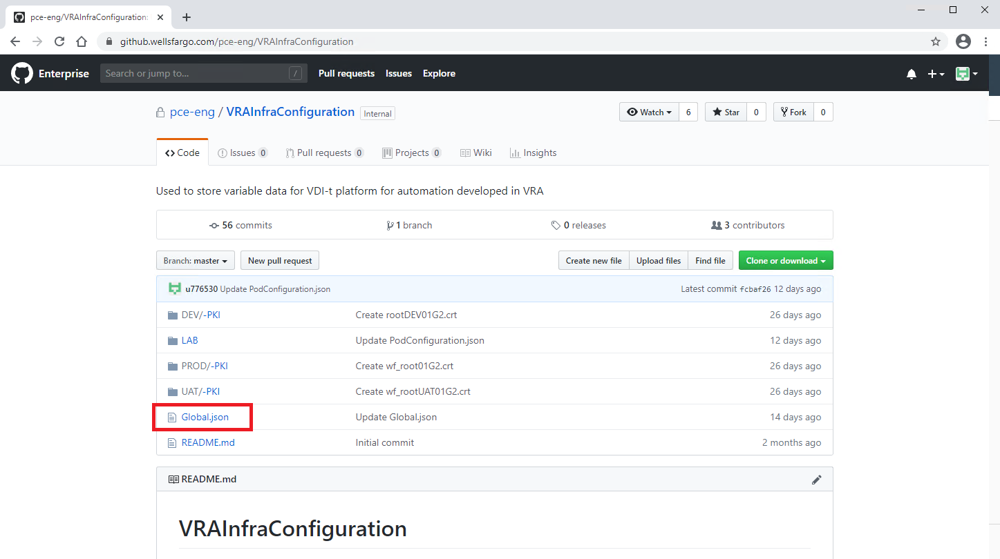 pce-eng/VRAInfraConfiguration:
github.wellsfargo.com/pce-eng/VRAInfraConfiguration
Enterprise Search or jump to... / Pull requests Issues Explore
pce-eng / VRAInfraConfiguration Internal Watch 6 Star 0 Fork 0
Code Issues 0 Pull requests 0 Projects 0 Wiki Insights
Used to store variable data for VDI-t platform for automation developed in VRA
56 commits 1 branch 0 releases 3 contributors
Branch: master New pull request Create new file Upload files Find file Clone or download
u776530 Update PodConfiguration.json Latest commit fcbaf26 12 days ago
DEV/-PKI Create rootDEV01G2.crt 26 days ago
LAB Update PodConfiguration.json 12 days ago
PROD/-PKI Create wf_root01G2.crt 26 days ago
UAT/-PKI Create wf_rootUAT01G2.crt 26 days ago
Global.json Update Global.json 14 days ago
README.md Initial commit 2 months ago
README.md
VRAInfraConfiguration